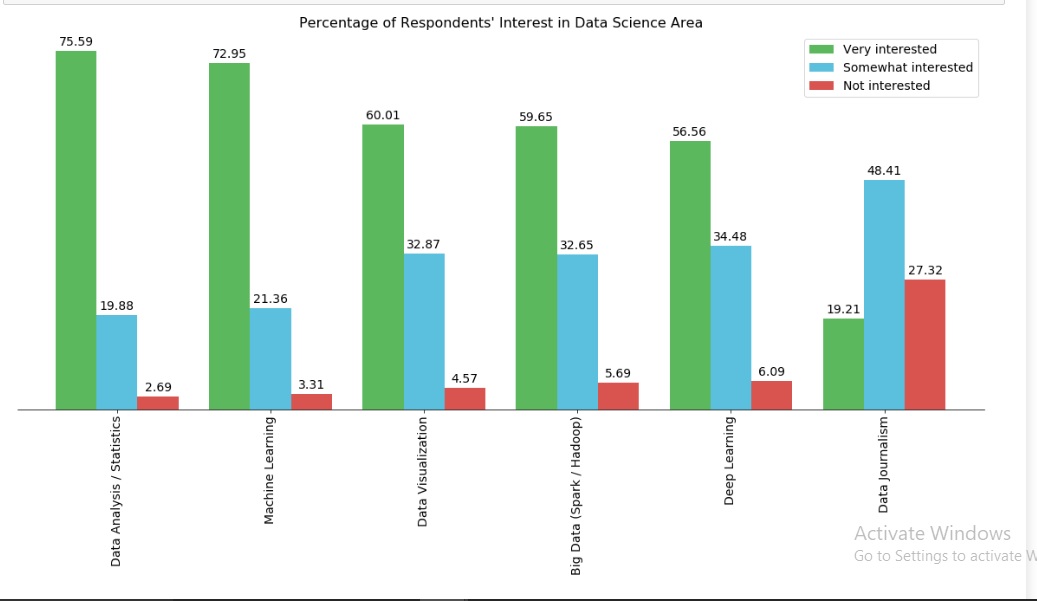 Percentage of Respondents' Interest in Data Science Area
Very interested
Somewhat interested
Not interested
75.59
19.88
2.69
72.95
21.36
3.31
60.01
32.87
4.57
59.65
32.65
5.69
56.56
34.48
6.09
19.21
48.41
27.32
Data Analysis / Statistics
Machine Learning
Data Visualization
Big Data (Spark / Hadoop)
Deep Learning
Data Journalism
Activate Windows
Go to Settings to activate W